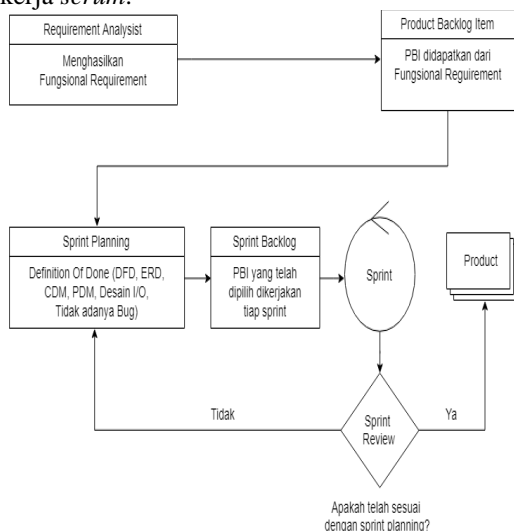 kerja scrum.
Requirement Analysist
Menghasilkan
Fungsional Requirement
Product Backlog Item
PBI didapatkan dari
Fungsional Reguirement
Sprint Planning
Definition Of Done (DFD, ERD,
CDM, PDM, Desain I/O,
Tidak adanya Bug)
Sprint Backlog
PBI yang telah
dipilih dikerjakan
tiap sprint
Sprint
Product
Tidak
Sprint
Review
Ya
Apakah telah sesuai
dengan sprint planning?